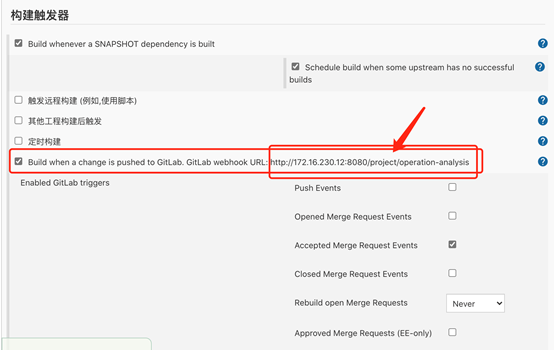 构建触发器
Build whenever a SNAPSHOT dependency is built
Schedule build when some upstream has no successful
builds
触发远程构建 (例如,使用脚本)
其他工程构建后触发
定时构建
Build when a change is pushed to GitLab. GitLab webhook URL: http://172.16.230.12:8080/project/operation-analysis
Enabled GitLab triggers
Push Events
Opened Merge Request Events
Accepted Merge Request Events
Closed Merge Request Events
Rebuild open Merge Requests Never
Approved Merge Requests (EE-only)